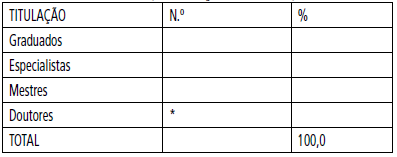 TITULAÇÃO N.º %
Graduados
Especialistas
Mestres
Doutores *
TOTAL 100,0